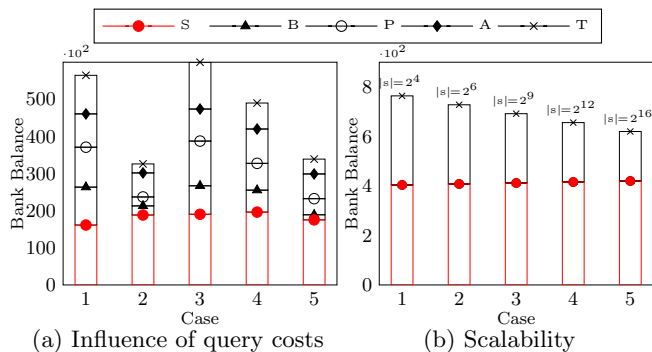 S B P A T
·10²
500
400
300
200
100
0
Bank Balance
1 2 3 4 5
Case
(a) Influence of query costs
·10²
8
6
4
2
0
Bank Balance
|s|=2⁴ |s|=2⁶ |s|=2⁹ |s|=2¹² |s|=2¹⁶
1 2 3 4 5
Case
(b) Scalability